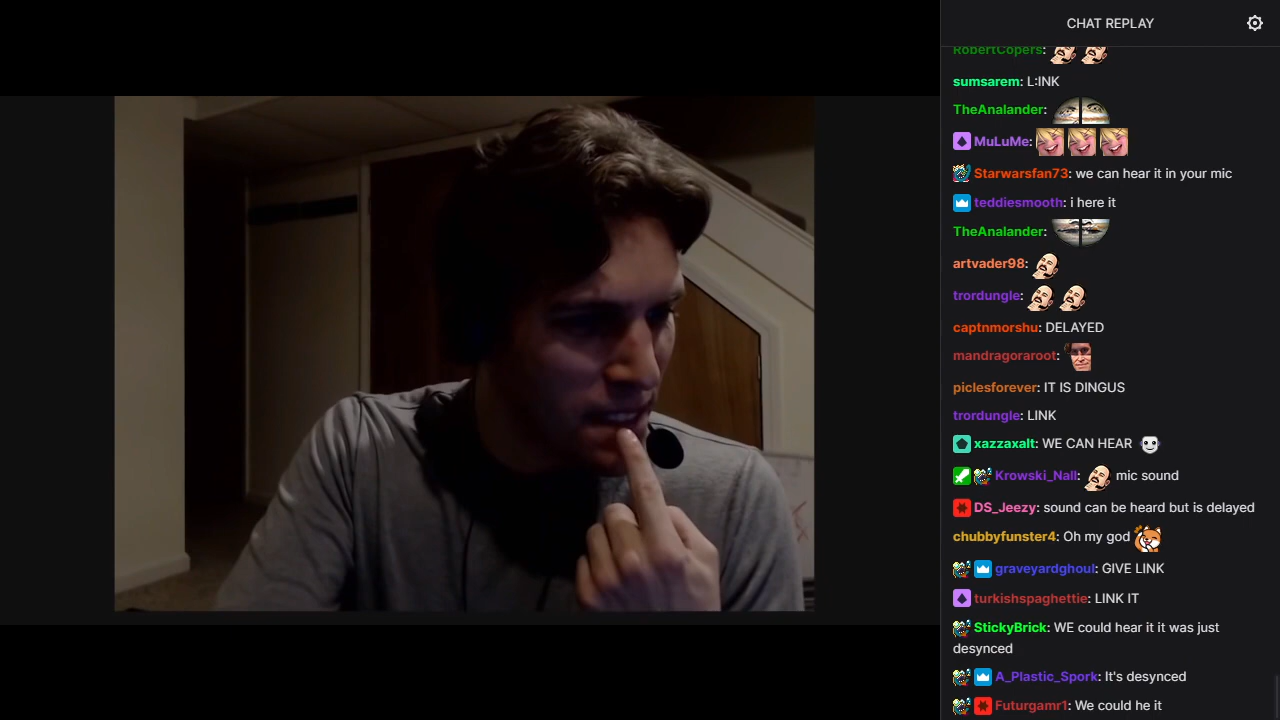 CHAT REPLAY
RobertCopers:
sumsarem: L:INK
TheAnalander:
MuLuMe:
Starwarsfan73: we can hear it in your mic
teddiesmooth: i here it
TheAnalander:
artvader98:
trordungle:
captnmorshu: DELAYED
mandragoraroot:
piclesforever: IT IS DINGUS
trordungle: LINK
xazzaxalt: WE CAN HEAR
Krowski_Nall: mic sound
DS_Jeezy: sound can be heard but is delayed
chubbyfunster4: Oh my god
graveyardghoul: GIVE LINK
turkishspaghettie: LINK IT
StickyBrick: WE could hear it it was just
desynced
A_Plastic_Spork: It's desynced
Futurgamr1: We could he it